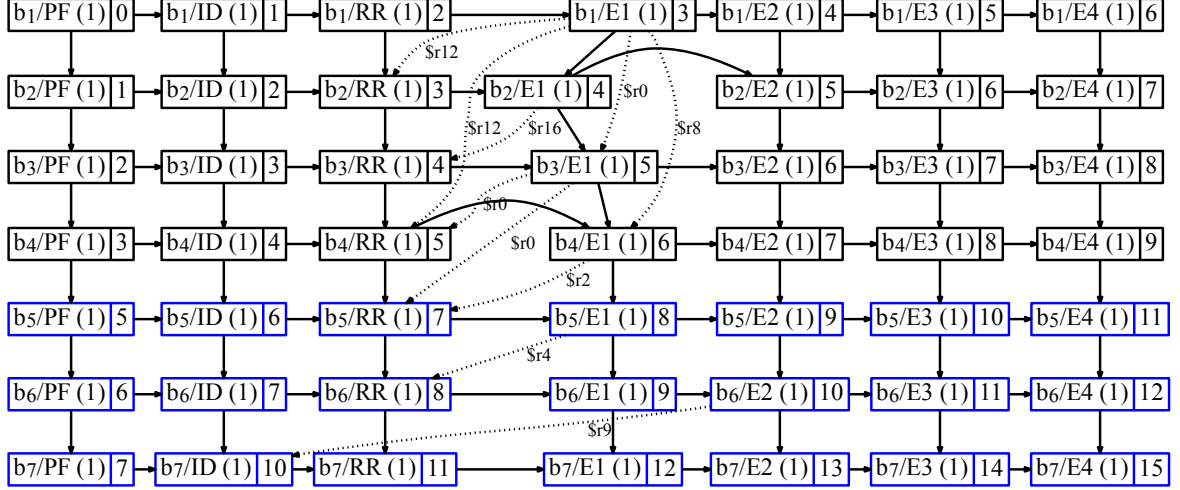 b1/PF (1) 0 b1/ID (1) 1 b1/RR (1) 2 b1/E1 (1) 3 b1/E2 (1) 4 b1/E3 (1) 5 b1/E4 (1) 6
$r12
b2/PF (1) 1 b2/ID (1) 2 b2/RR (1) 3 b2/E1 (1) 4 $r0 b2/E2 (1) 5 b2/E3 (1) 6 b2/E4 (1) 7
$r12 $r16 $r8
b3/PF (1) 2 b3/ID (1) 3 b3/RR (1) 4 b3/E1 (1) 5 b3/E2 (1) 6 b3/E3 (1) 7 b3/E4 (1) 8
$r0
b4/PF (1) 3 b4/ID (1) 4 b4/RR (1) 5 $r0 b4/E1 (1) 6 b4/E2 (1) 7 b4/E3 (1) 8 b4/E4 (1) 9
$r2
b5/PF (1) 5 b5/ID (1) 6 b5/RR (1) 7 b5/E1 (1) 8 b5/E2 (1) 9 b5/E3 (1) 10 b5/E4 (1) 11
$r4
b6/PF (1) 6 b6/ID (1) 7 b6/RR (1) 8 b6/E1 (1) 9 b6/E2 (1) 10 b6/E3 (1) 11 b6/E4 (1) 12
$r9
b7/PF (1) 7 b7/ID (1) 10 b7/RR (1) 11 b7/E1 (1) 12 b7/E2 (1) 13 b7/E3 (1) 14 b7/E4 (1) 15